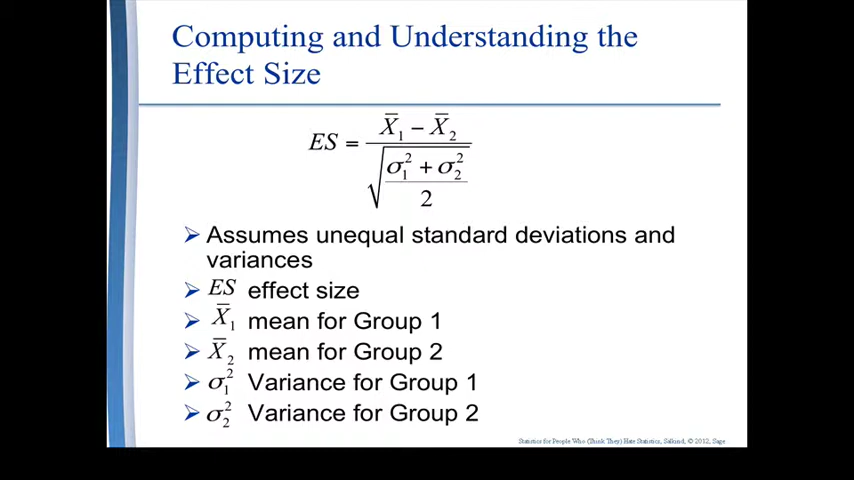 Computing and Understanding the
Effect Size
ES = (X̄₁ − X̄₂) / √((σ₁² + σ₂²) / 2)
➢ Assumes unequal standard deviations and
variances
➢ ES effect size
➢ X̄₁ mean for Group 1
➢ X̄₂ mean for Group 2
➢ σ₁² Variance for Group 1
➢ σ₂² Variance for Group 2
Statistics for People Who (Think They) Hate Statistics, Salkind, © 2012, Sage